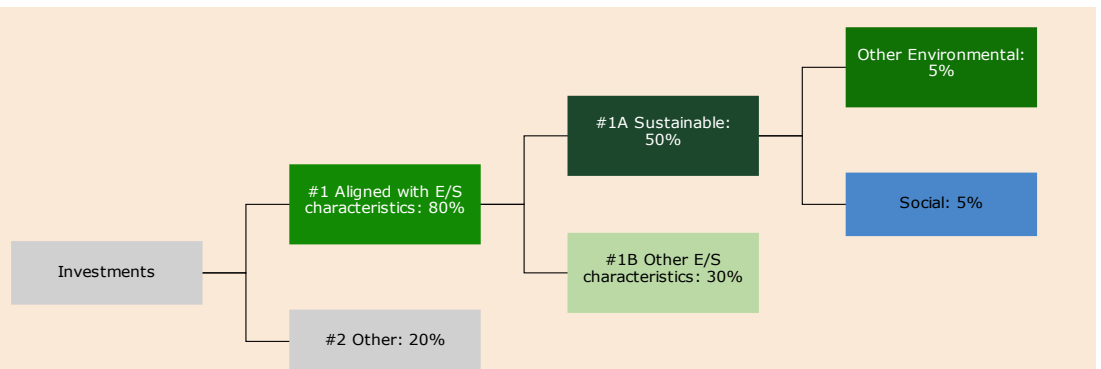 Investments
#1 Aligned with E/S
characteristics: 80%
#2 Other: 20%
#1A Sustainable:
50%
#1B Other E/S
characteristics: 30%
Other Environmental:
5%
Social: 5%